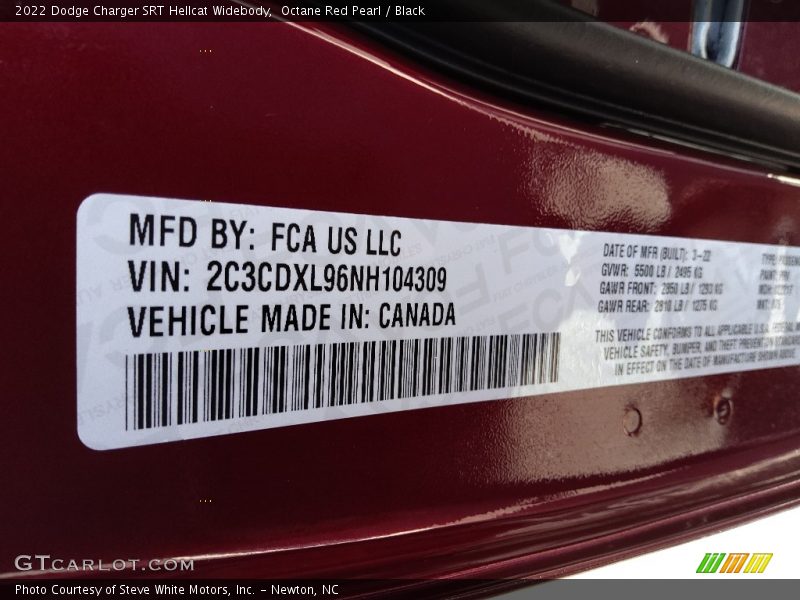 2022 Dodge Charger SRT Hellcat Widebody, Octane Red Pearl / Black
MFD BY: FCA US LLC
VIN: 2C3CDXL96NH104309
VEHICLE MADE IN: CANADA
DATE OF MFR (BUILT): 3-22
GVWR: 5500 LB / 2495 KG
GAWR FRONT: 2850 LB / 1293 KG
GAWR REAR: 2810 LB / 1275 KG
THIS VEHICLE CONFORMS TO ALL APPLICABLE U.S.A. FEDERAL
VEHICLE SAFETY, BUMPER, AND THEFT PREVENTION STANDARDS
IN EFFECT ON THE DATE OF MANUFACTURE SHOWN ABOVE
GTCARLOT.COM
Photo Courtesy of Steve White Motors, Inc. – Newton, NC